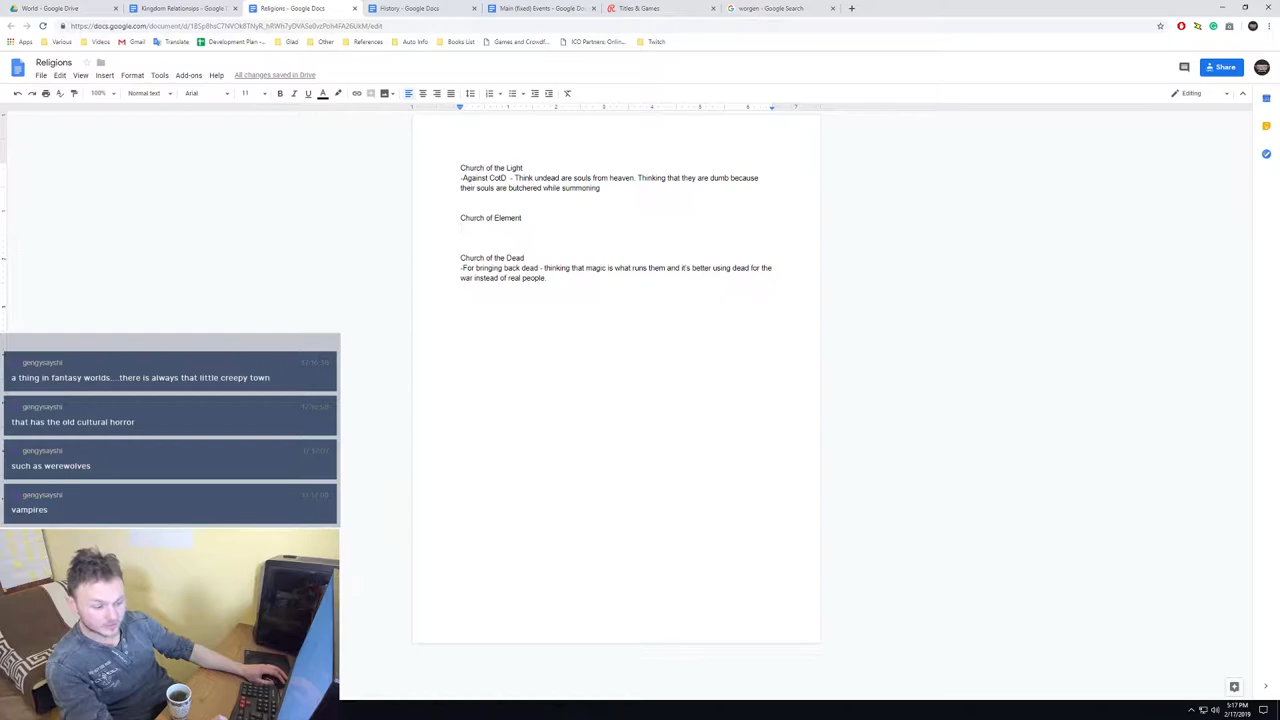 World - Google Drive
Kingdom Relationships - Google D
Religions - Google Docs
History - Google Docs
Main (fixed) Events - Google Do
Titles & Games
worgen - Google Search
Apps
Various
Videos
Gmail
Translate
Development Plan -
Glad
Other
References
Auto Info
Books List
Games and Crowdf...
ICO Partners: Onlin...
Twitch
Religions
File Edit View Insert Format Tools Add-ons Help All changes saved in Drive
Share
100% Normal text Arial 11
Editing
Church of the Light
-Against CotD - Think undead are souls from heaven. Thinking that they are dumb because
their souls are butchered while summoning
Church of Element
Church of the Dead
-For bringing back dead - thinking that magic is what runs them and it's better using dead for the
war instead of real people.
gengysayshi
a thing in fantasy worlds....there is always that little creepy town
gengysayshi
that has the old cultural horror
gengysayshi
such as werewolves
gengysayshi
vampires
5:17 PM
2/17/2019